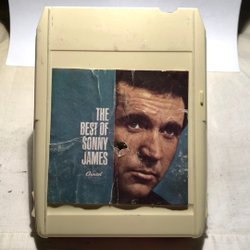 THE
BEST OF
SONNY
JAMES
Capitol